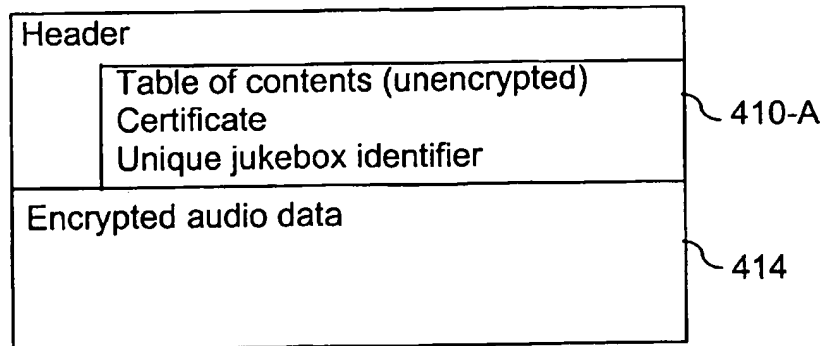 Header
Table of contents (unencrypted)
Certificate
Unique jukebox identifier
410-A
Encrypted audio data
414